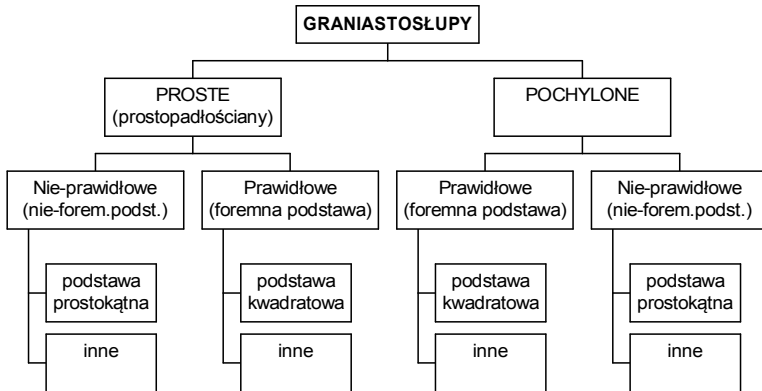 GRANIASTOSŁUPY
PROSTE
(prostopadłościany)
POCHYLONE
Nie-prawidłowe
(nie-forem.podst.)
Prawidłowe
(foremna podstawa)
Prawidłowe
(foremna podstawa)
Nie-prawidłowe
(nie-forem.podst.)
podstawa
prostokątna
podstawa
kwadratowa
podstawa
kwadratowa
podstawa
prostokątna
inne
inne
inne
inne